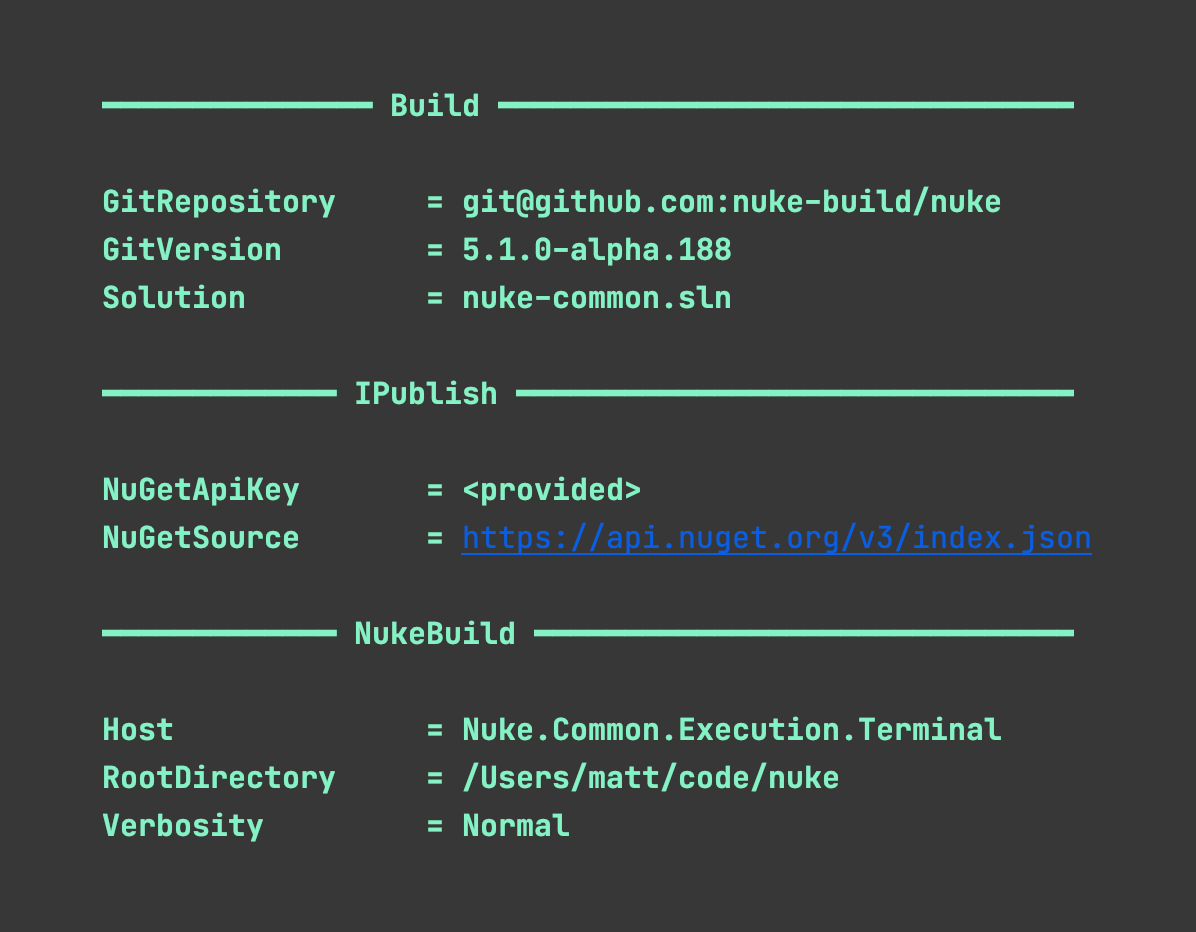 Build
GitRepository = git@github.com:nuke-build/nuke
GitVersion = 5.1.0-alpha.188
Solution = nuke-common.sln
IPublish
NuGetApiKey = <provided>
NuGetSource = https://api.nuget.org/v3/index.json
NukeBuild
Host = Nuke.Common.Execution.Terminal
RootDirectory = /Users/matt/code/nuke
Verbosity = Normal